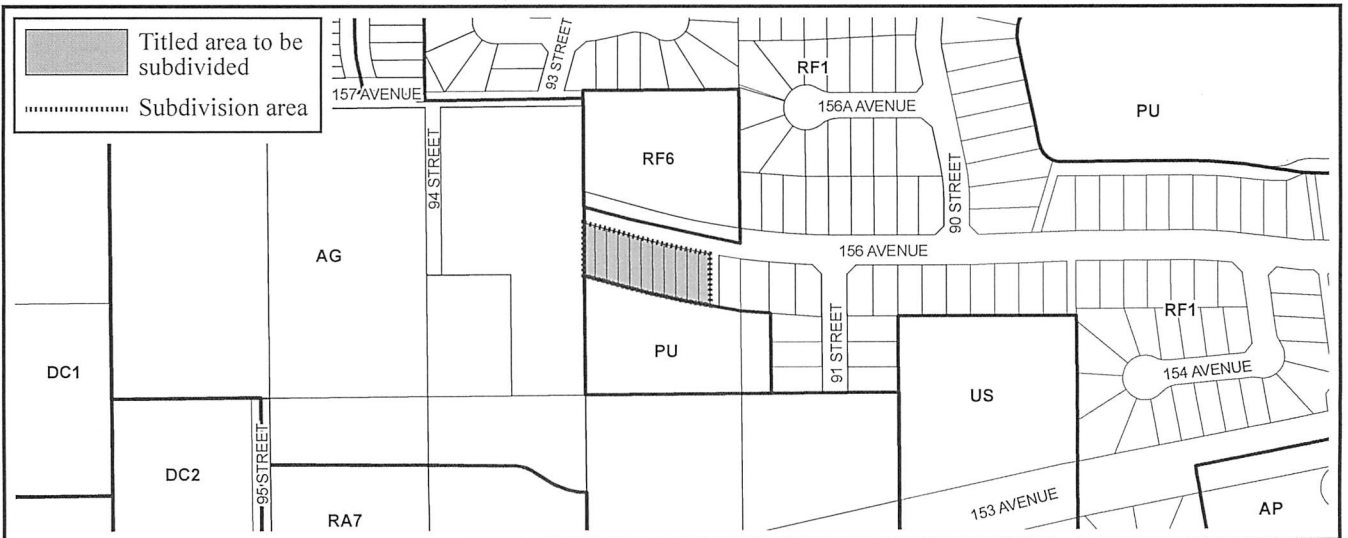 Titled area to be
subdivided
Subdivision area
93 STREET
RF1
157 AVENUE
156A AVENUE
PU
RF6
94 STREET
90 STREET
AG
156 AVENUE
RF1
PU
91 STREET
DC1
154 AVENUE
US
DC2
95 STREET
153 AVENUE
AP
RA7